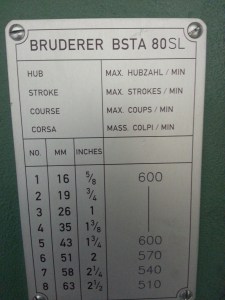 BRUDERER BSTA 80SL
HUB MAX. HUBZAHL / MIN
STROKE MAX. STROKES / MIN
COURSE MAX. COUPS / MIN
CORSA MASS. COLPI / MIN
NO. MM INCHES
1 16 5/8 600
2 19 3/4 |
3 26 1 |
4 35 1 3/8 |
5 43 1 3/4 600
6 51 2 570
7 58 2 1/4 540
8 63 2 1/2 510